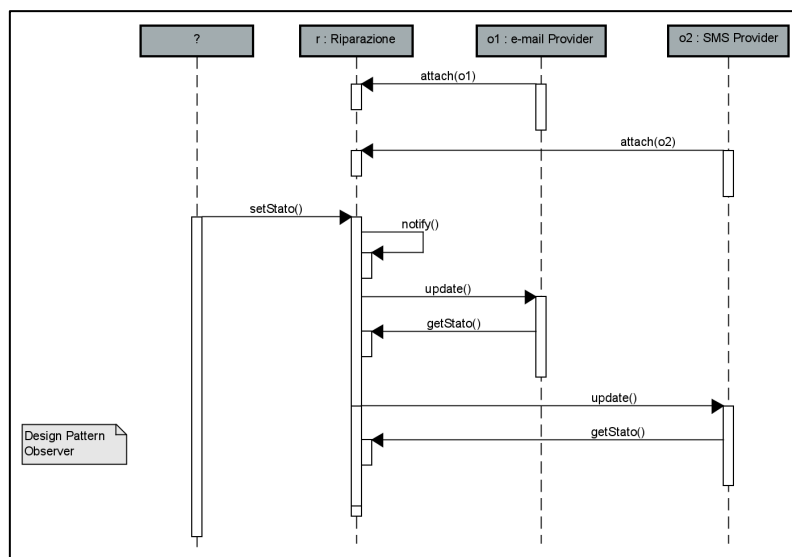 ?
r : Riparazione
o1 : e-mail Provider
o2 : SMS Provider
attach(o1)
attach(o2)
setStato()
notify()
update()
getStato()
update()
getStato()
Design Pattern
Observer